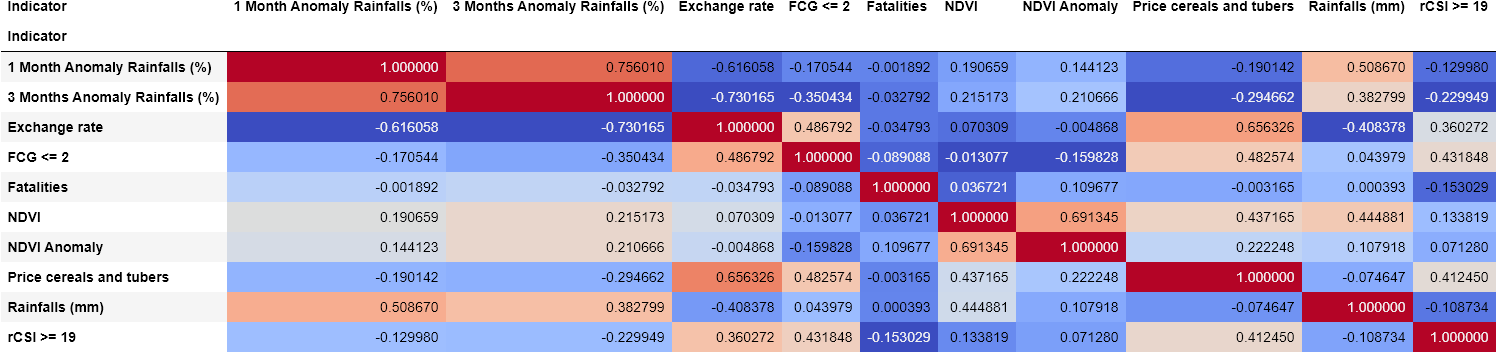 Indicator 1 Month Anomaly Rainfalls (%) 3 Months Anomaly Rainfalls (%) Exchange rate FCG <= 2 Fatalities NDVI NDVI Anomaly Price cereals and tubers Rainfalls (mm) rCSI >= 19
Indicator
1 Month Anomaly Rainfalls (%) 1.000000 0.756010 -0.616058 -0.170544 -0.001892 0.190659 0.144123 -0.190142 0.508670 -0.129980
3 Months Anomaly Rainfalls (%) 0.756010 1.000000 -0.730165 -0.350434 -0.032792 0.215173 0.210666 -0.294662 0.382799 -0.229949
Exchange rate -0.616058 -0.730165 1.000000 0.486792 -0.034793 0.070309 -0.004868 0.656326 -0.408378 0.360272
FCG <= 2 -0.170544 -0.350434 0.486792 1.000000 -0.089088 -0.013077 -0.159828 0.482574 0.043979 0.431848
Fatalities -0.001892 -0.032792 -0.034793 -0.089088 1.000000 0.036721 0.109677 -0.003165 0.000393 -0.153029
NDVI 0.190659 0.215173 0.070309 -0.013077 0.036721 1.000000 0.691345 0.437165 0.444881 0.133819
NDVI Anomaly 0.144123 0.210666 -0.004868 -0.159828 0.109677 0.691345 1.000000 0.222248 0.107918 0.071280
Price cereals and tubers -0.190142 -0.294662 0.656326 0.482574 -0.003165 0.437165 0.222248 1.000000 -0.074647 0.412450
Rainfalls (mm) 0.508670 0.382799 -0.408378 0.043979 0.000393 0.444881 0.107918 -0.074647 1.000000 -0.108734
rCSI >= 19 -0.129980 -0.229949 0.360272 0.431848 -0.153029 0.133819 0.071280 0.412450 -0.108734 1.000000